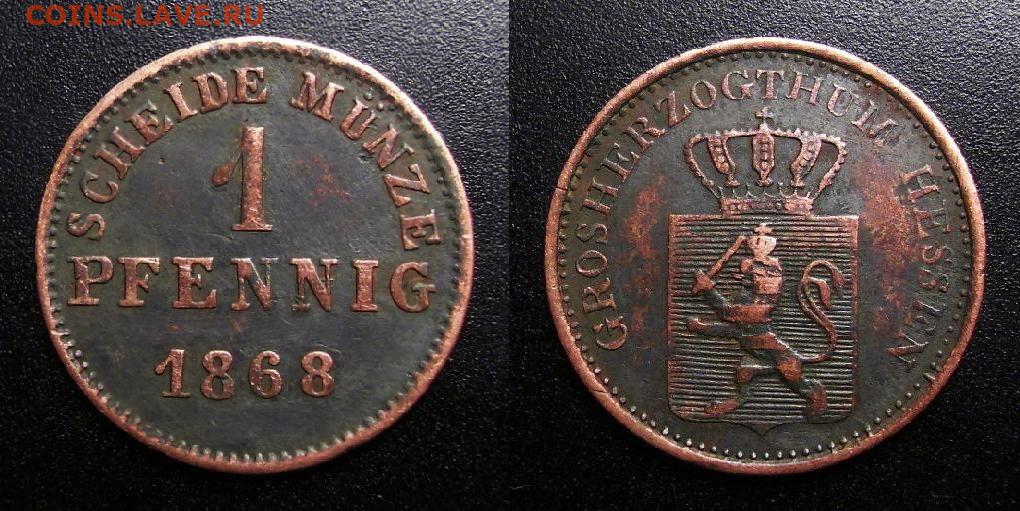 COINS.LAVE.RU
SCHEIDE MÜNZE
1
PFENNIG
1868
GROSHERZOGTHUM HESSEN